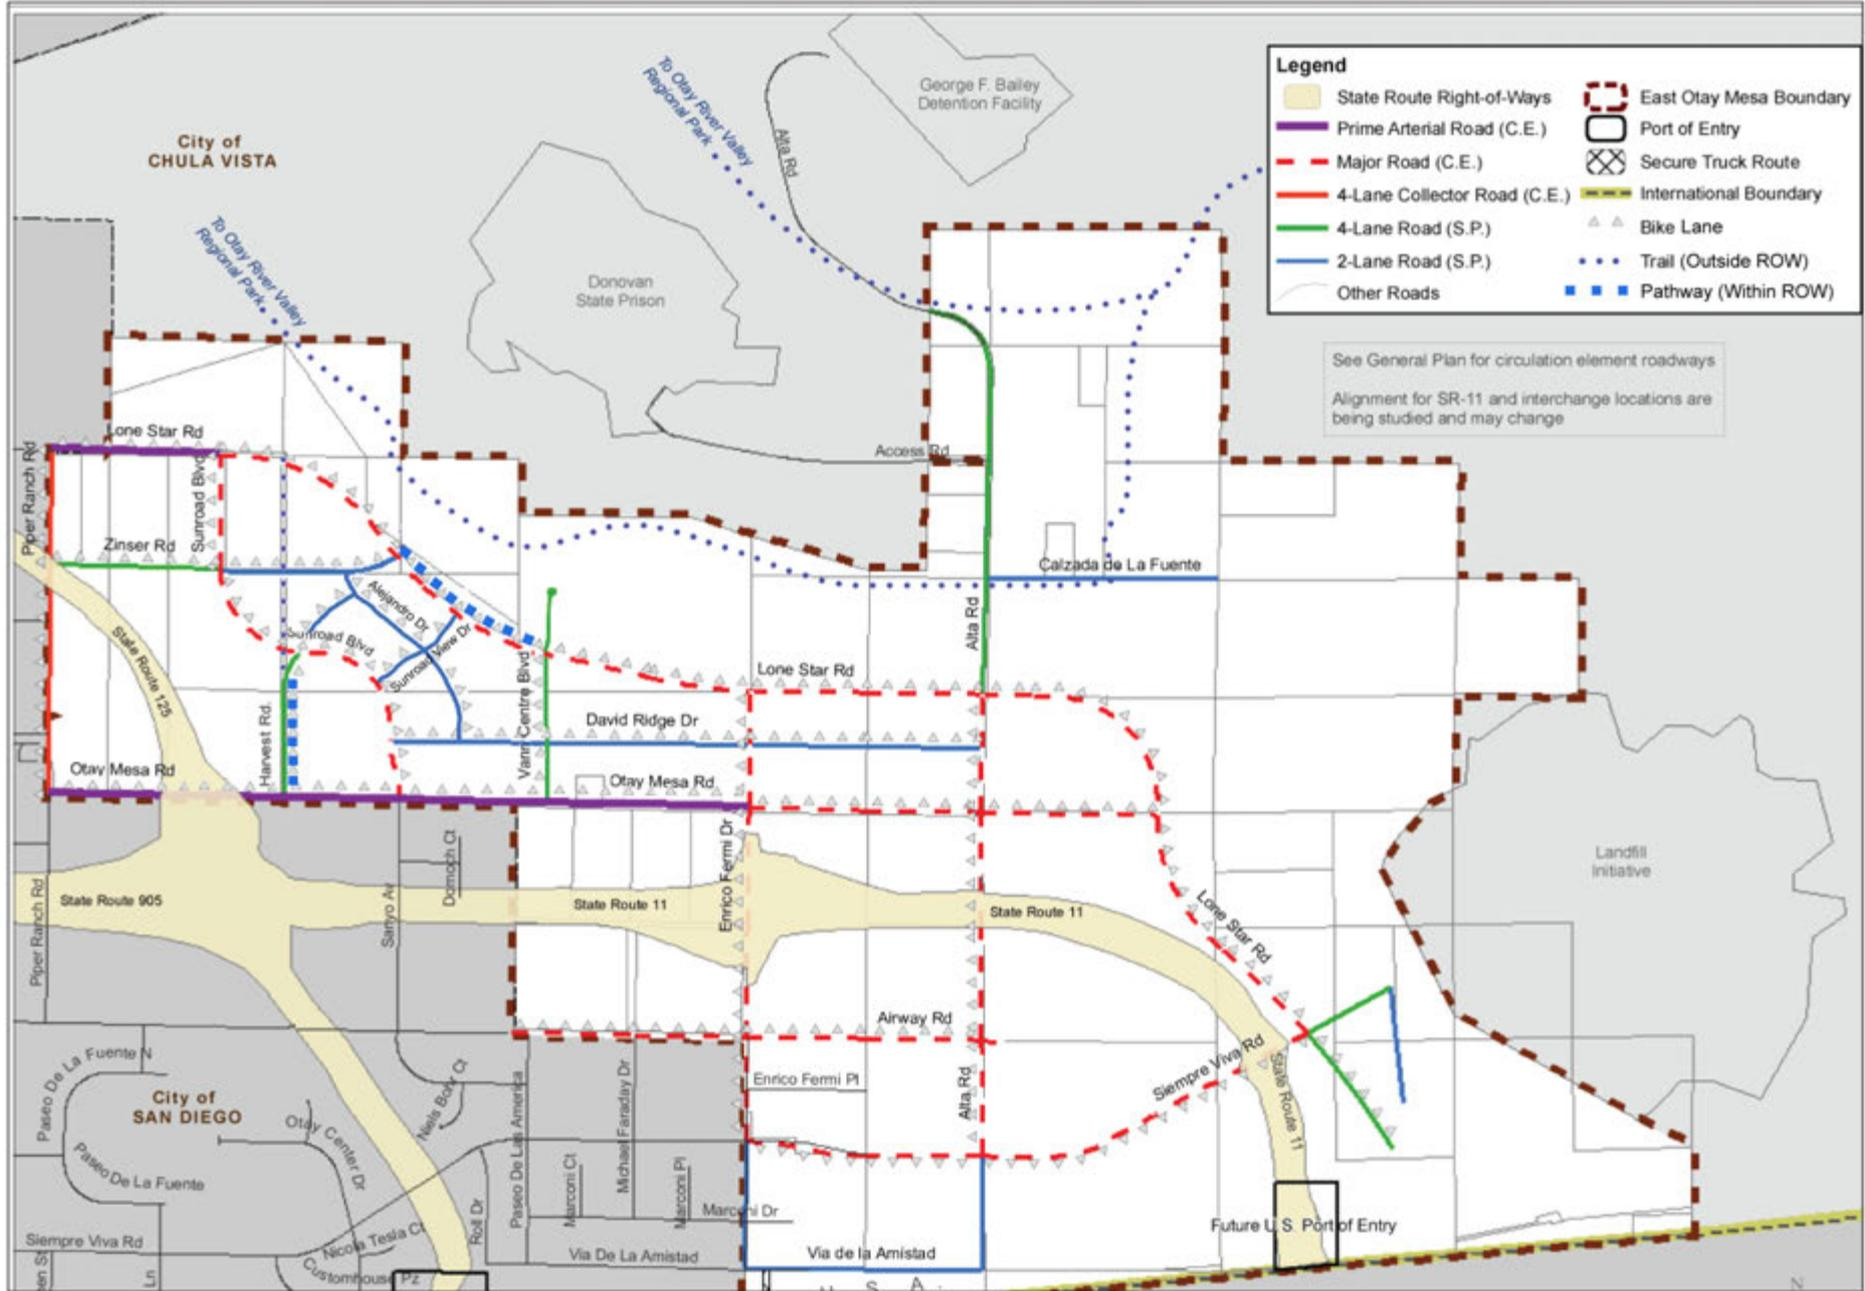 To Otay River Valley
Regional Park
George F. Bailey
Detention Facility
Alta Rd
Legend
State Route Right-of-Ways
Prime Arterial Road (C.E.)
Major Road (C.E.)
4-Lane Collector Road (C.E.)
4-Lane Road (S.P.)
2-Lane Road (S.P.)
Other Roads
East Otay Mesa Boundary
Port of Entry
Secure Truck Route
International Boundary
Bike Lane
Trail (Outside ROW)
Pathway (Within ROW)
City of
CHULA VISTA
To Otay River Valley
Regional Park
Donovan
State Prison
See General Plan for circulation element roadways
Alignment for SR-11 and interchange locations are
being studied and may change
Lone Star Rd
Access Rd
Piper Ranch Rd
Sunroad Blvd
Zinser Rd
Calzada de La Fuente
Alejandro Dr
Sunroad Blvd
Sunroad View Dr
Alta Rd
State Route 125
Lone Star Rd
Harvest Rd.
Vann Centre Blvd
David Ridge Dr
Otay Mesa Rd
Otay Mesa Rd
Enrico Fermi Dr
Domoch Ct
Landfill
Initiative
Piper Ranch Rd
State Route 905
Sanyo Av
State Route 11
State Route 11
Lone Star Rd
Airway Rd
Paseo De La Fuente N
Niels Bohr Ct
Enrico Fermi Pl
Alta Rd
Siempre Viva Rd
State Route 11
City of
SAN DIEGO
Otay Center Dr
Paseo De Las America
Michael Faraday Dr
Paseo De La Fuente
Marconi Ct
Marconi Pl
Marconi Dr
Roll Dr
Siempre Viva Rd
Nicola Tesla Ct
Via De La Amistad
Via de la Amistad
Future U.S. Port of Entry
Customhouse Pz
Ln
S A
N